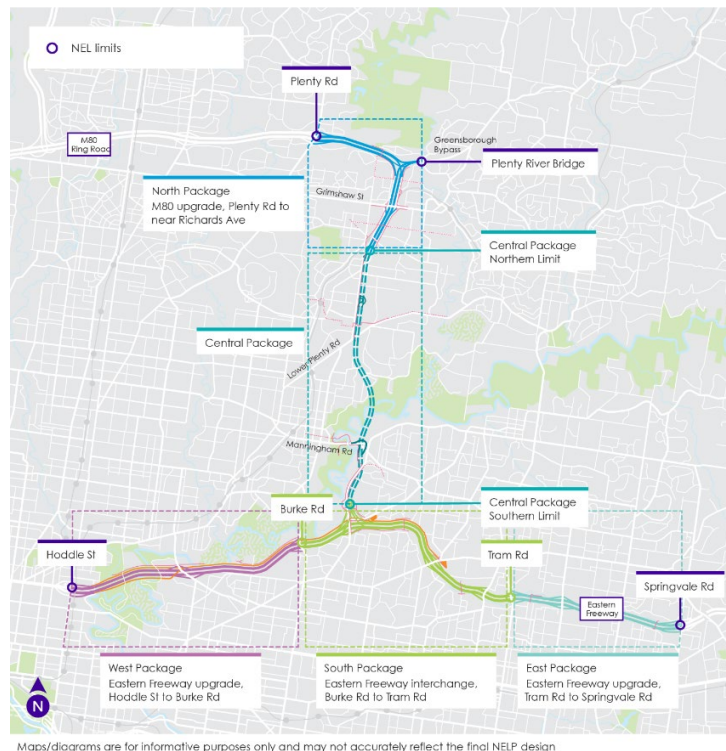 NEL limits
Plenty Rd
M80
Ring Road
Greensborough
Bypass
Plenty River Bridge
North Package
M80 upgrade, Plenty Rd to
near Richards Ave
Grimshaw St
Central Package
Northern Limit
Central Package
Lower Plenty Rd
Manningham Rd
Central Package
Southern Limit
Burke Rd
Hoddle St
Tram Rd
Springvale Rd
Eastern
Freeway
West Package
Eastern Freeway upgrade,
Hoddle St to Burke Rd
South Package
Eastern Freeway interchange,
Burke Rd to Tram Rd
East Package
Eastern Freeway upgrade,
Tram Rd to Springvale Rd
N
Maps/diagrams are for informative purposes only and may not accurately reflect the final NELP design